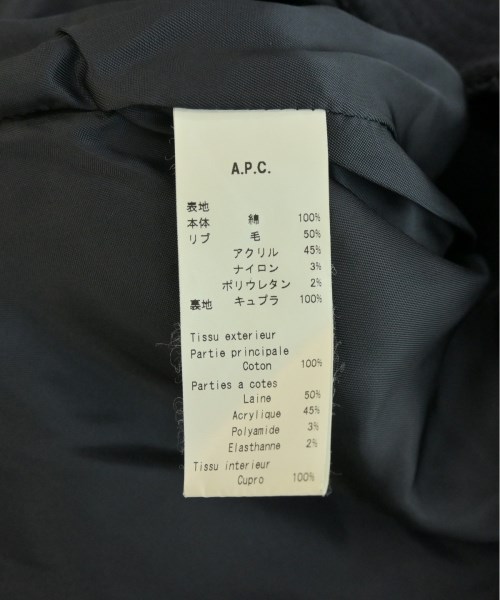 A.P.C.
表地
本体 綿 100%
リブ 毛 50%
アクリル 45%
ナイロン 3%
ポリウレタン 2%
裏地 キュプラ 100%
Tissu exterieur
Partie principale
Coton 100%
Parties a cotes
Laine 50%
Acrylique 45%
Polyamide 3%
Elasthanne 2%
Tissu interieur
Cupro 100%